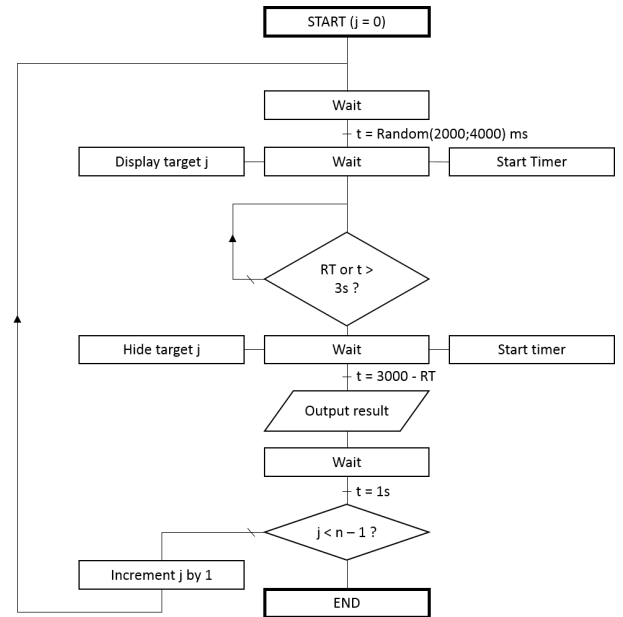 START (j = 0)
Wait
t = Random(2000;4000) ms
Display target j
Wait
Start Timer
RT or t >
3s ?
Hide target j
Wait
Start timer
t = 3000 - RT
Output result
Wait
t = 1s
j < n – 1 ?
Increment j by 1
END